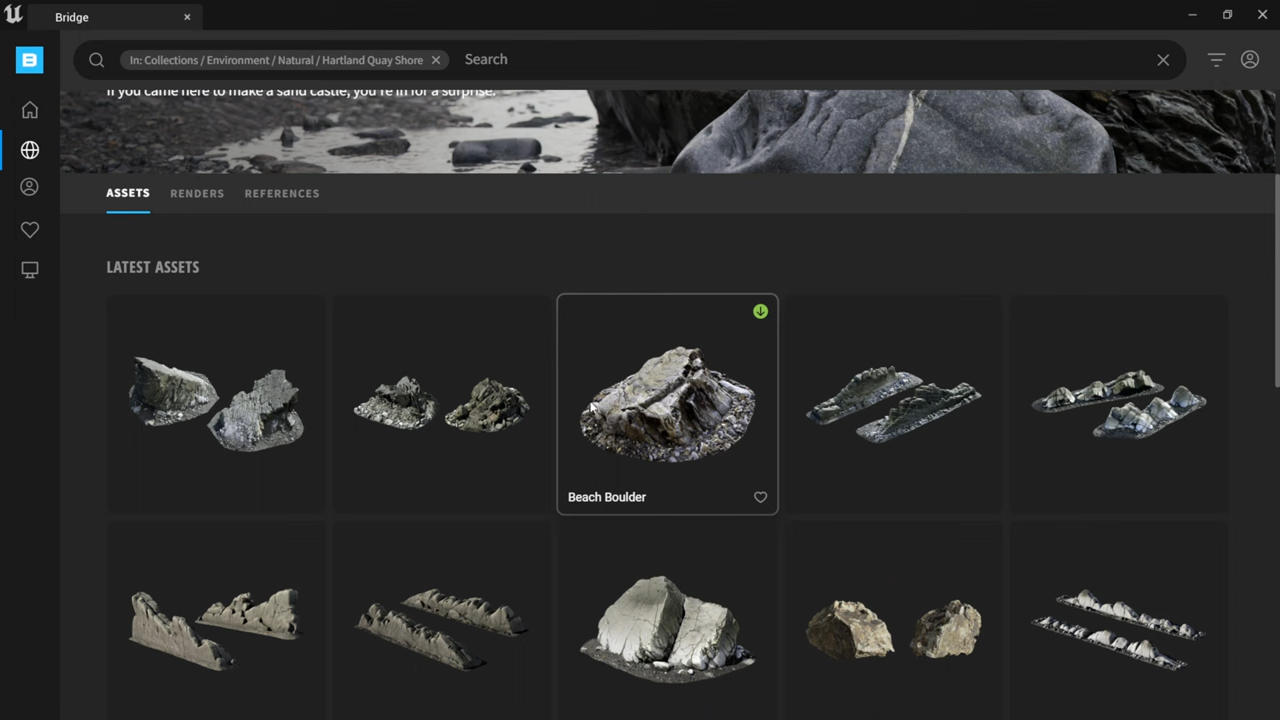 Bridge
In: Collections / Environment / Natural / Hartland Quay Shore
Search
If you came here to make a sand castle, you're in for a surprise.
ASSETS
RENDERS
REFERENCES
LATEST ASSETS
Beach Boulder